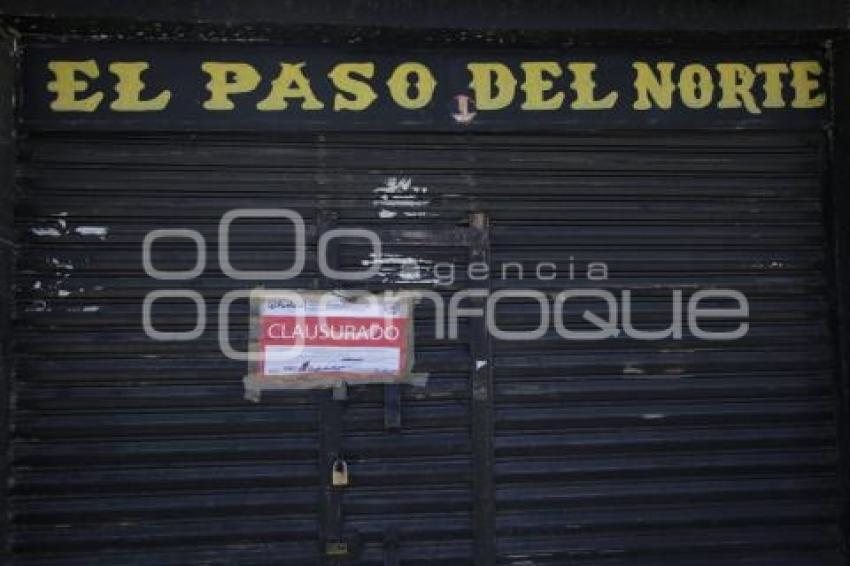 EL PASO DEL NORTE
agencia
enfoque
CLAUSURADO